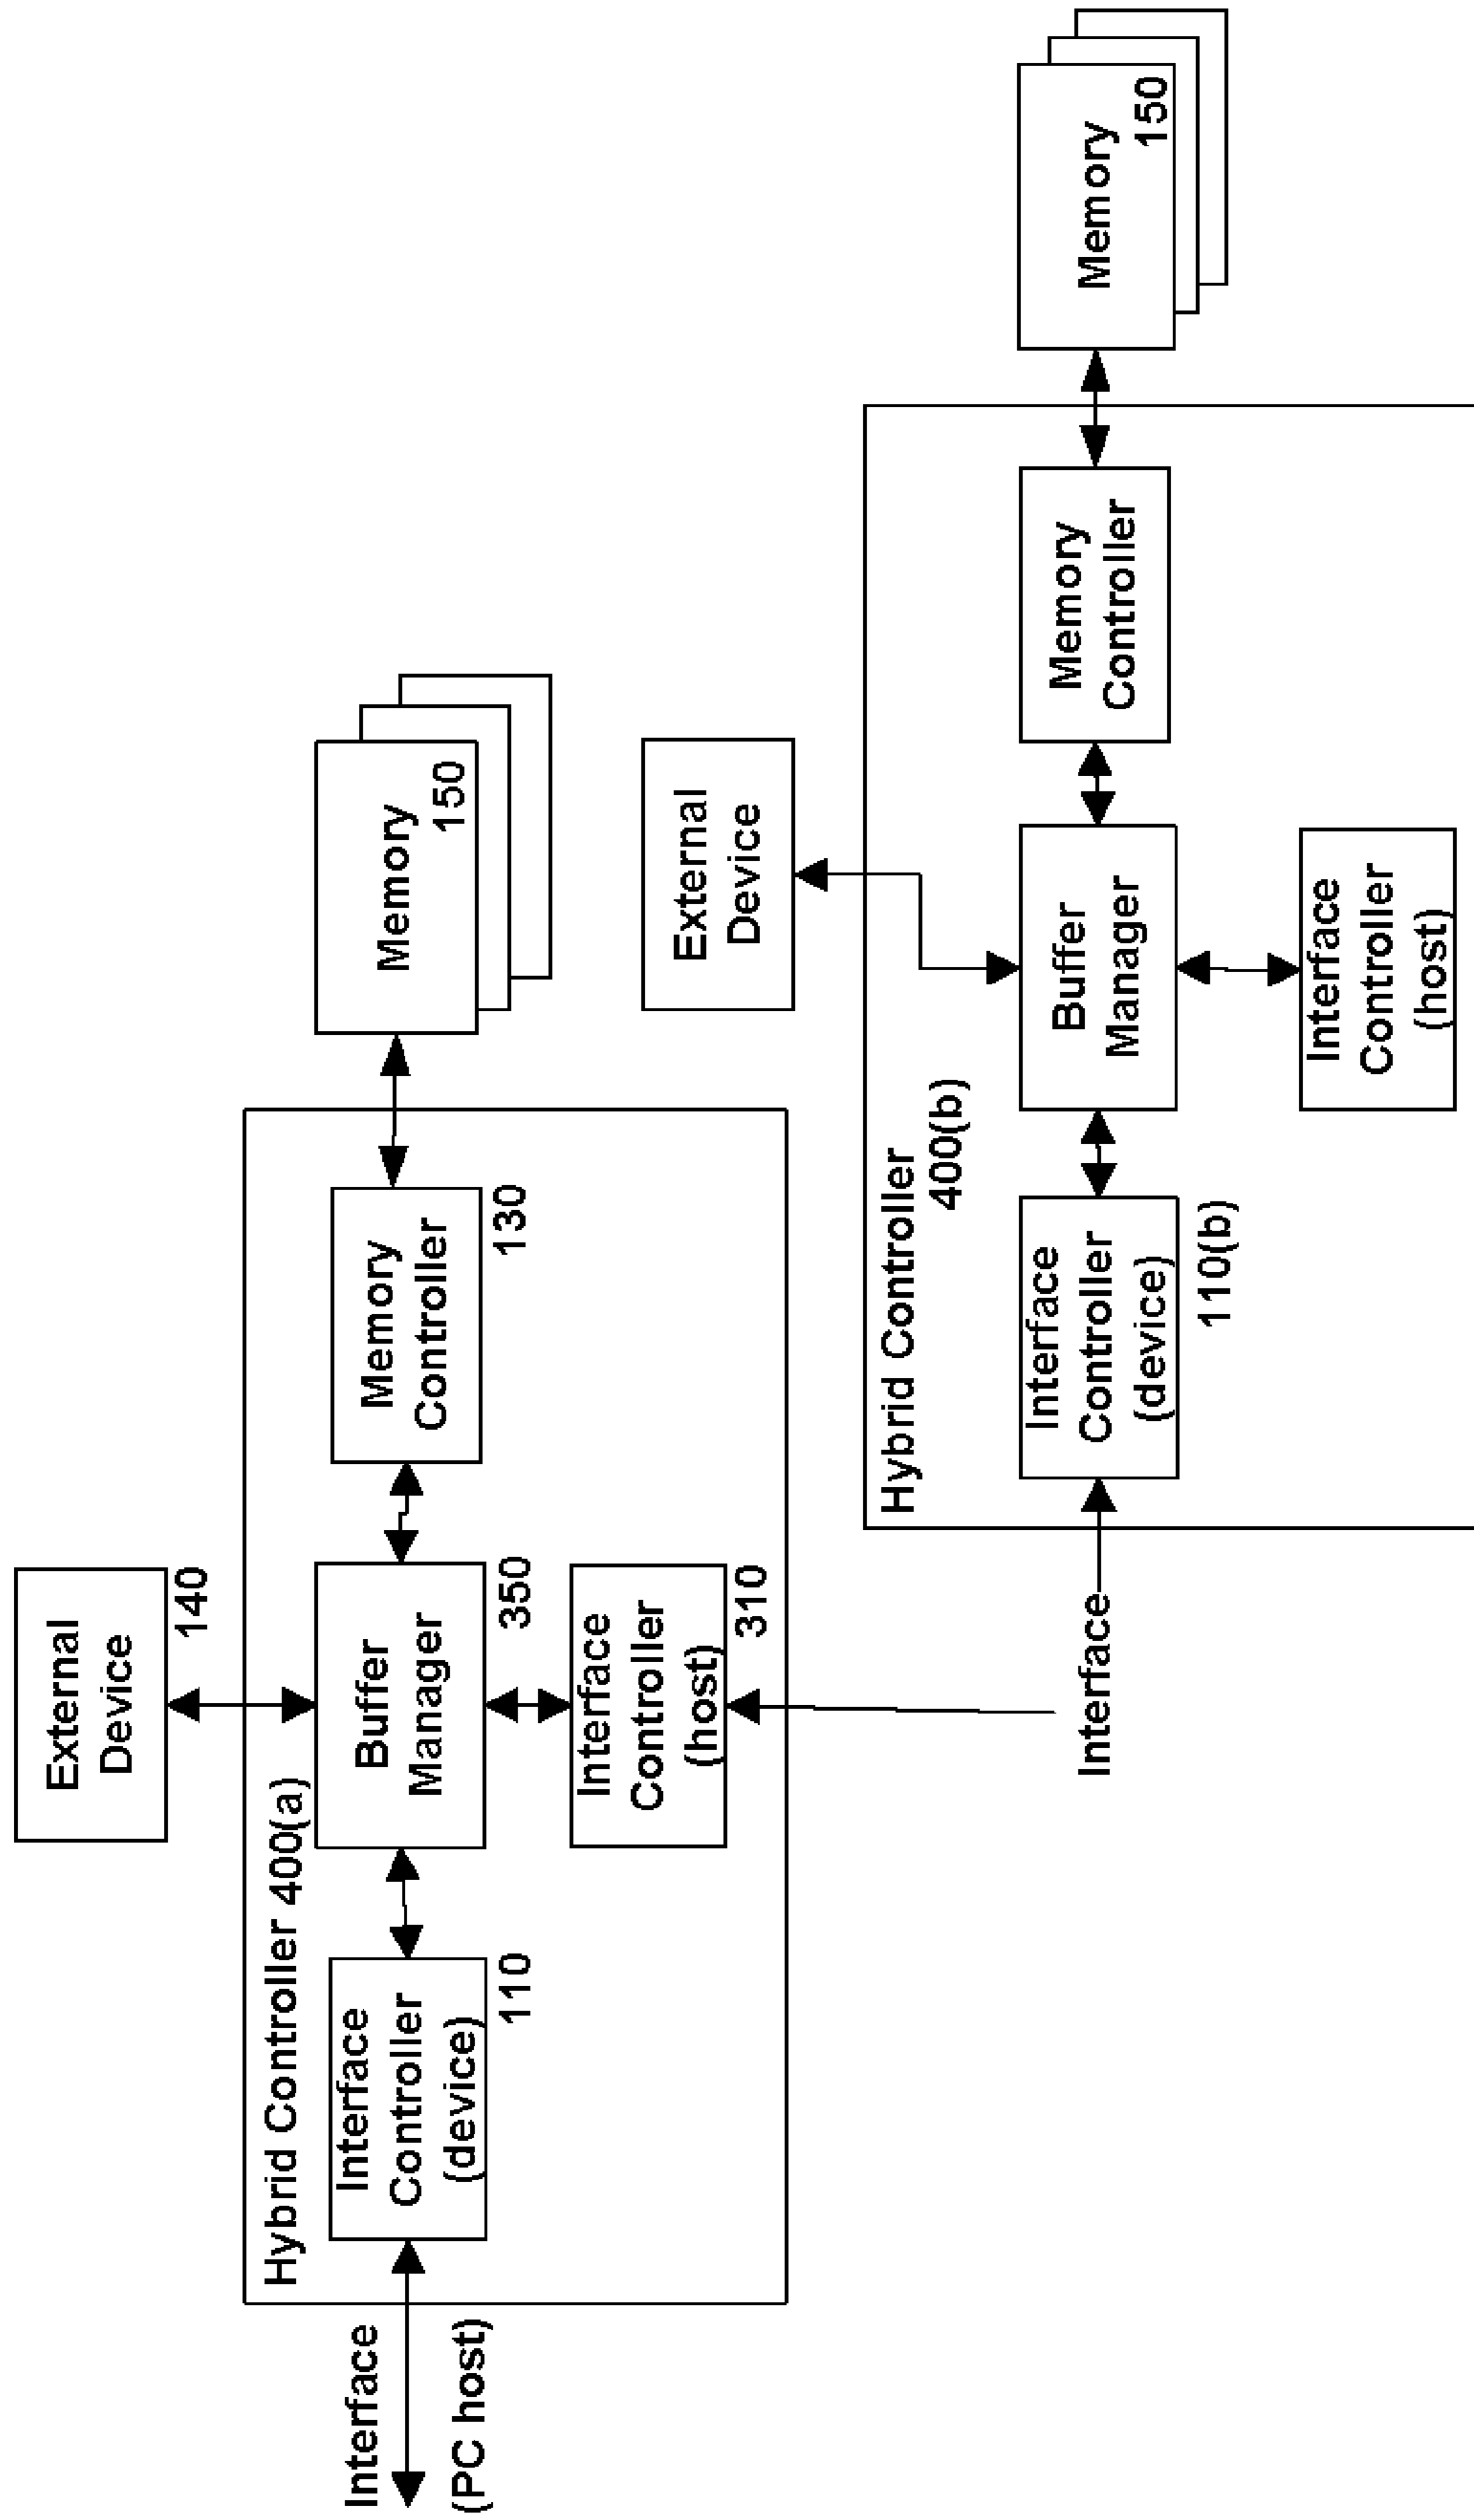 External
Device
140
Hybrid Controller 400(a)
Interface
(PC host)
Interface
Controller
(device)
110
Buffer
Manager
350
Memory
Controller
130
Memory
150
Interface
Controller
(host)
310
External
Device
Hybrid Controller
400(b)
Interface
Interface
Controller
(device)
110(b)
Buffer
Manager
Memory
Controller
Memory
150
Interface
Controller
(host)